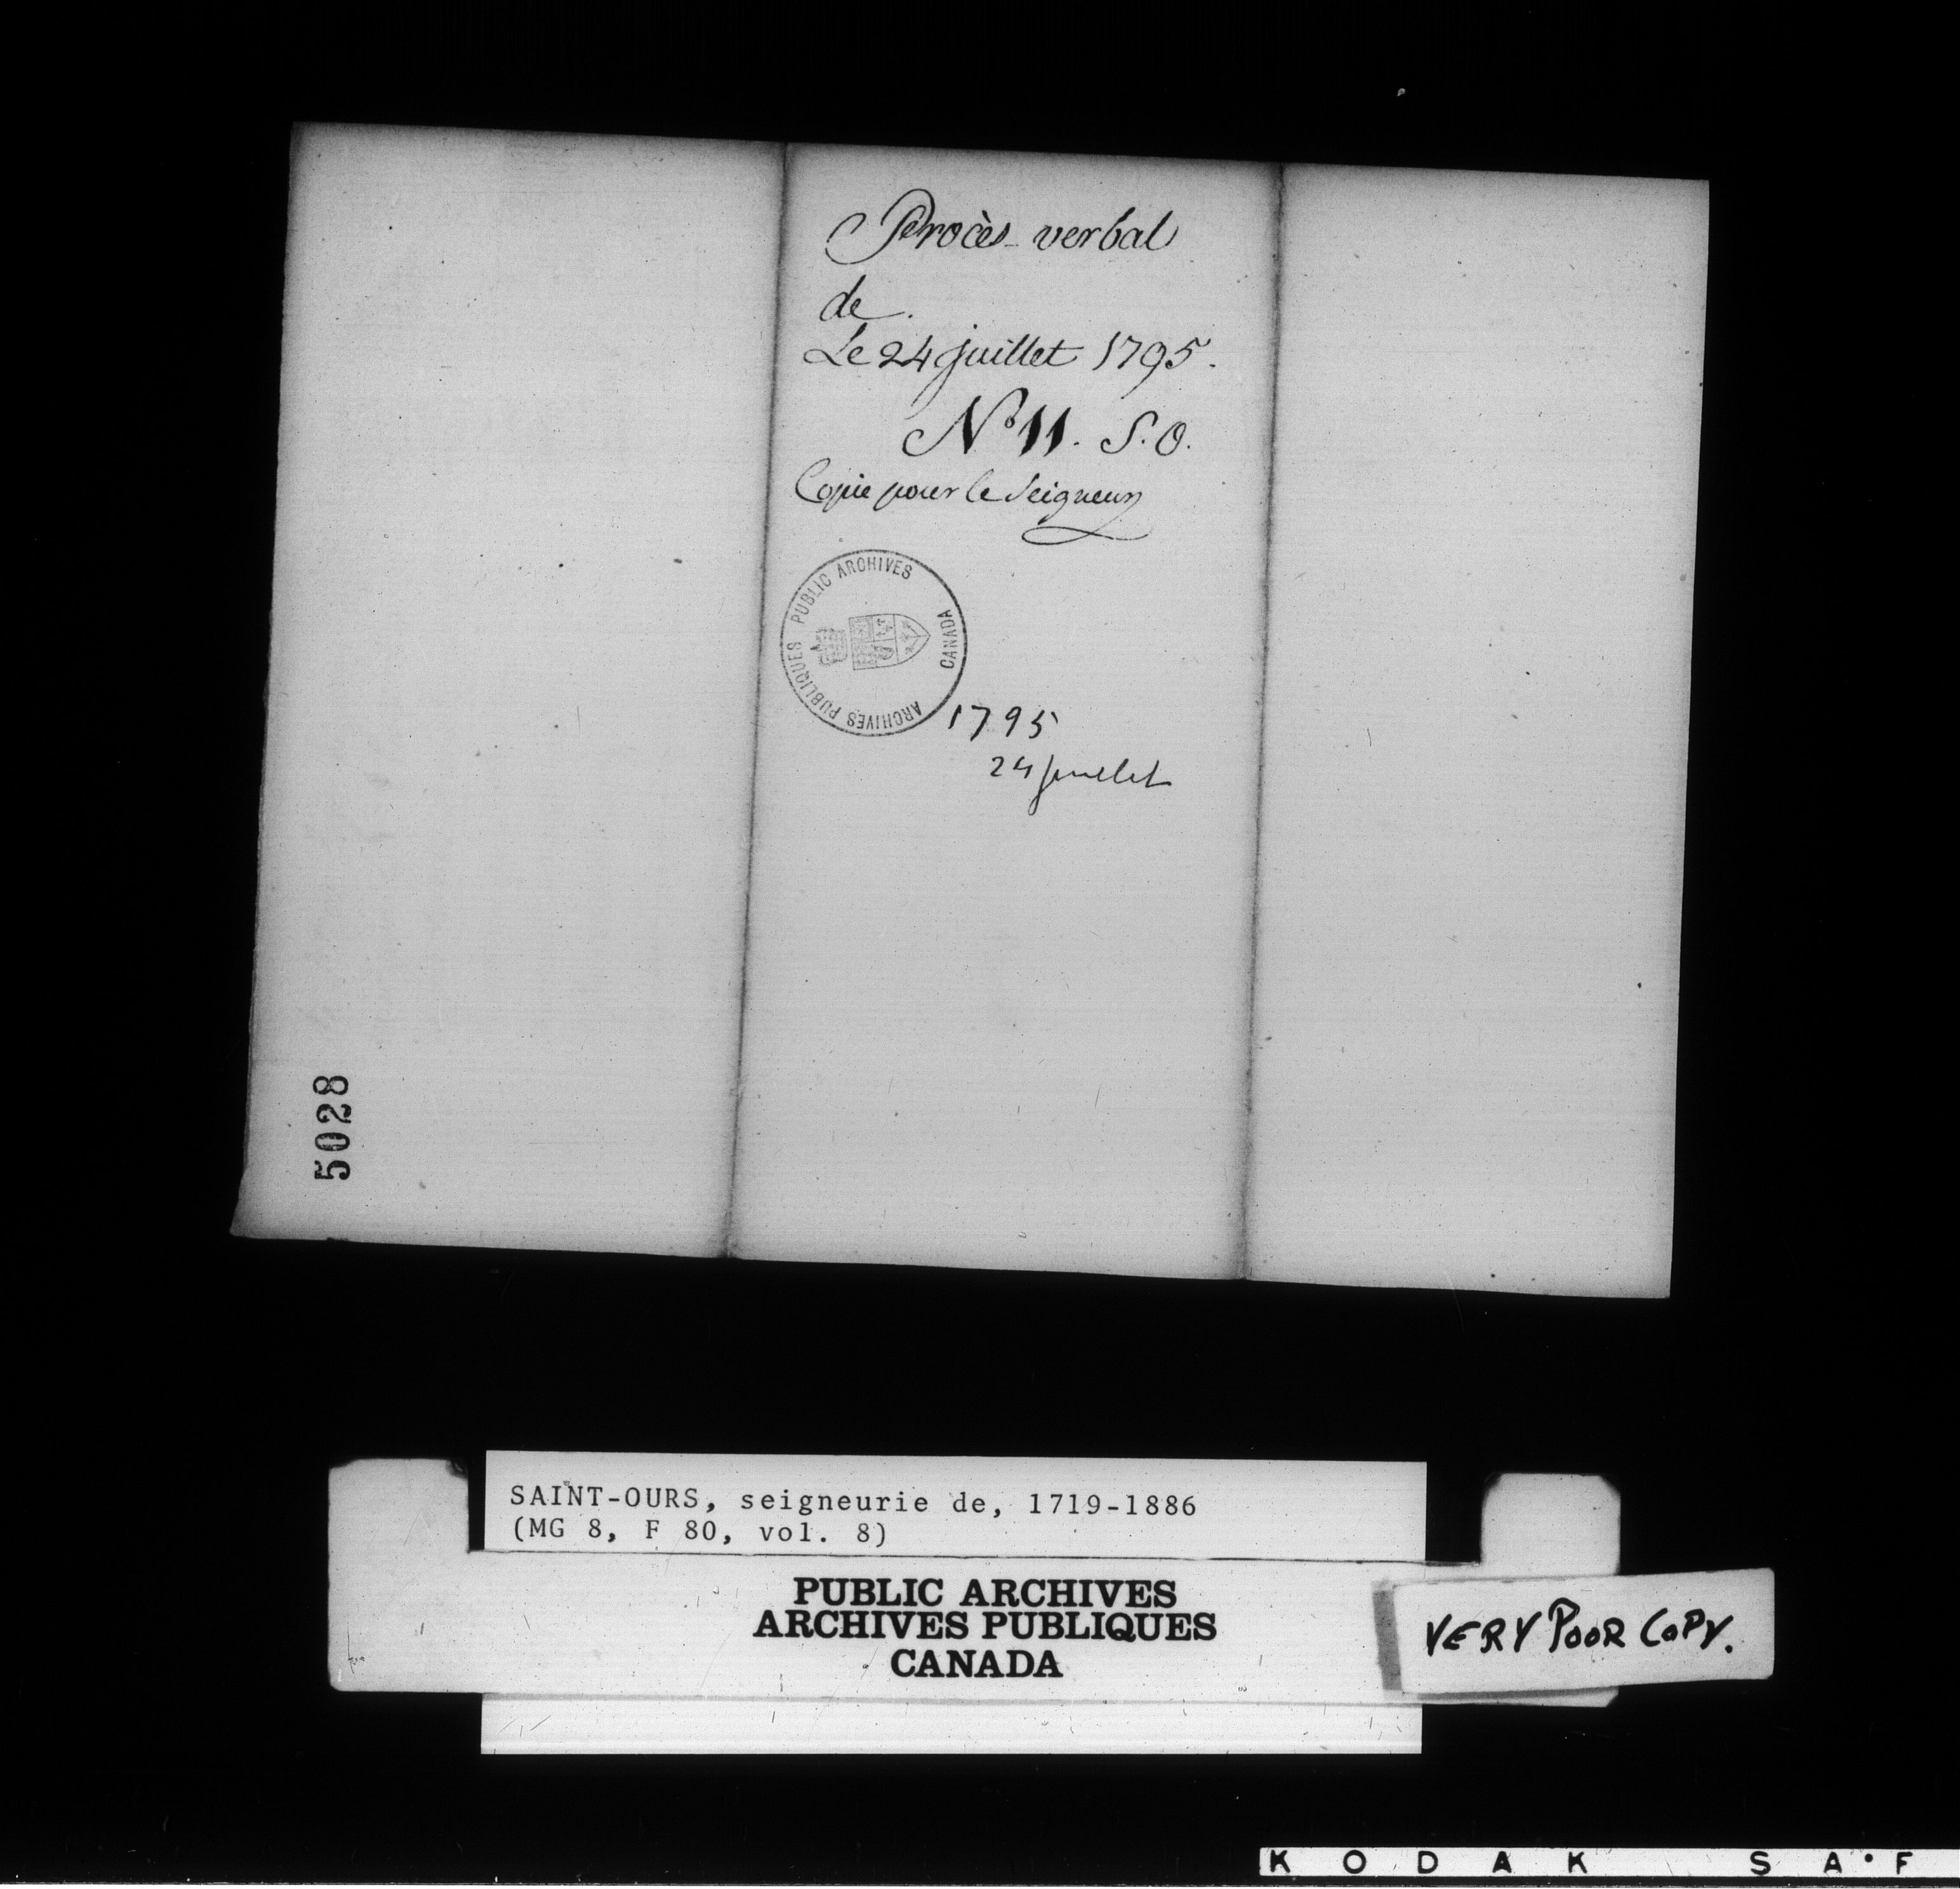 Procès-verbal
de.
Le 24 juillet 1795.
No 11. S. O.
Copie pour le Seigneur
PUBLIC ARCHIVES
ARCHIVES PUBLIQUES
CANADA
1795
24 juillet
5028
SAINT-OURS, seigneurie de, 1719-1886
(MG 8, F 80, vol. 8)
PUBLIC ARCHIVES
ARCHIVES PUBLIQUES
CANADA
VERY POOR COPY.
KODAK SA•F